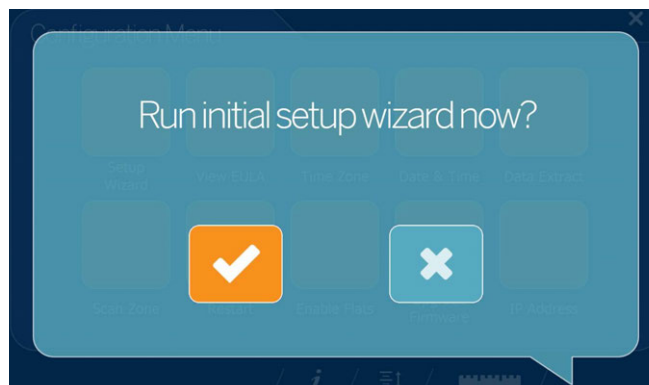 Configuration Menu
Run initial setup wizard now?
Setup
Wizard
View EULA
Time Zone
Date & Time
Data Extract
Scan Zone
Restart
Enable Flats
Firmware
IP Address